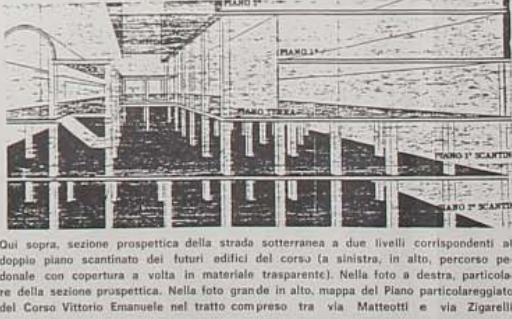 PIANO 2°
PIANO 1°
PIANO TERRA
PIANO 1° SCANTIN
PIANO 2° SCANTIN
Qui sopra, sezione prospettica della strada sotterranea a due livelli corrispondenti al
doppio piano scantinato dei futuri edifici del corso (a sinistra, in alto, percorso pe-
donale con copertura a volta in materiale trasparente). Nella foto a destra, particola-
re della sezione prospettica. Nella foto grande in alto, mappa del Piano particolareggiato
del Corso Vittorio Emanuele nel tratto compreso tra via Matteotti e via Zigarelli